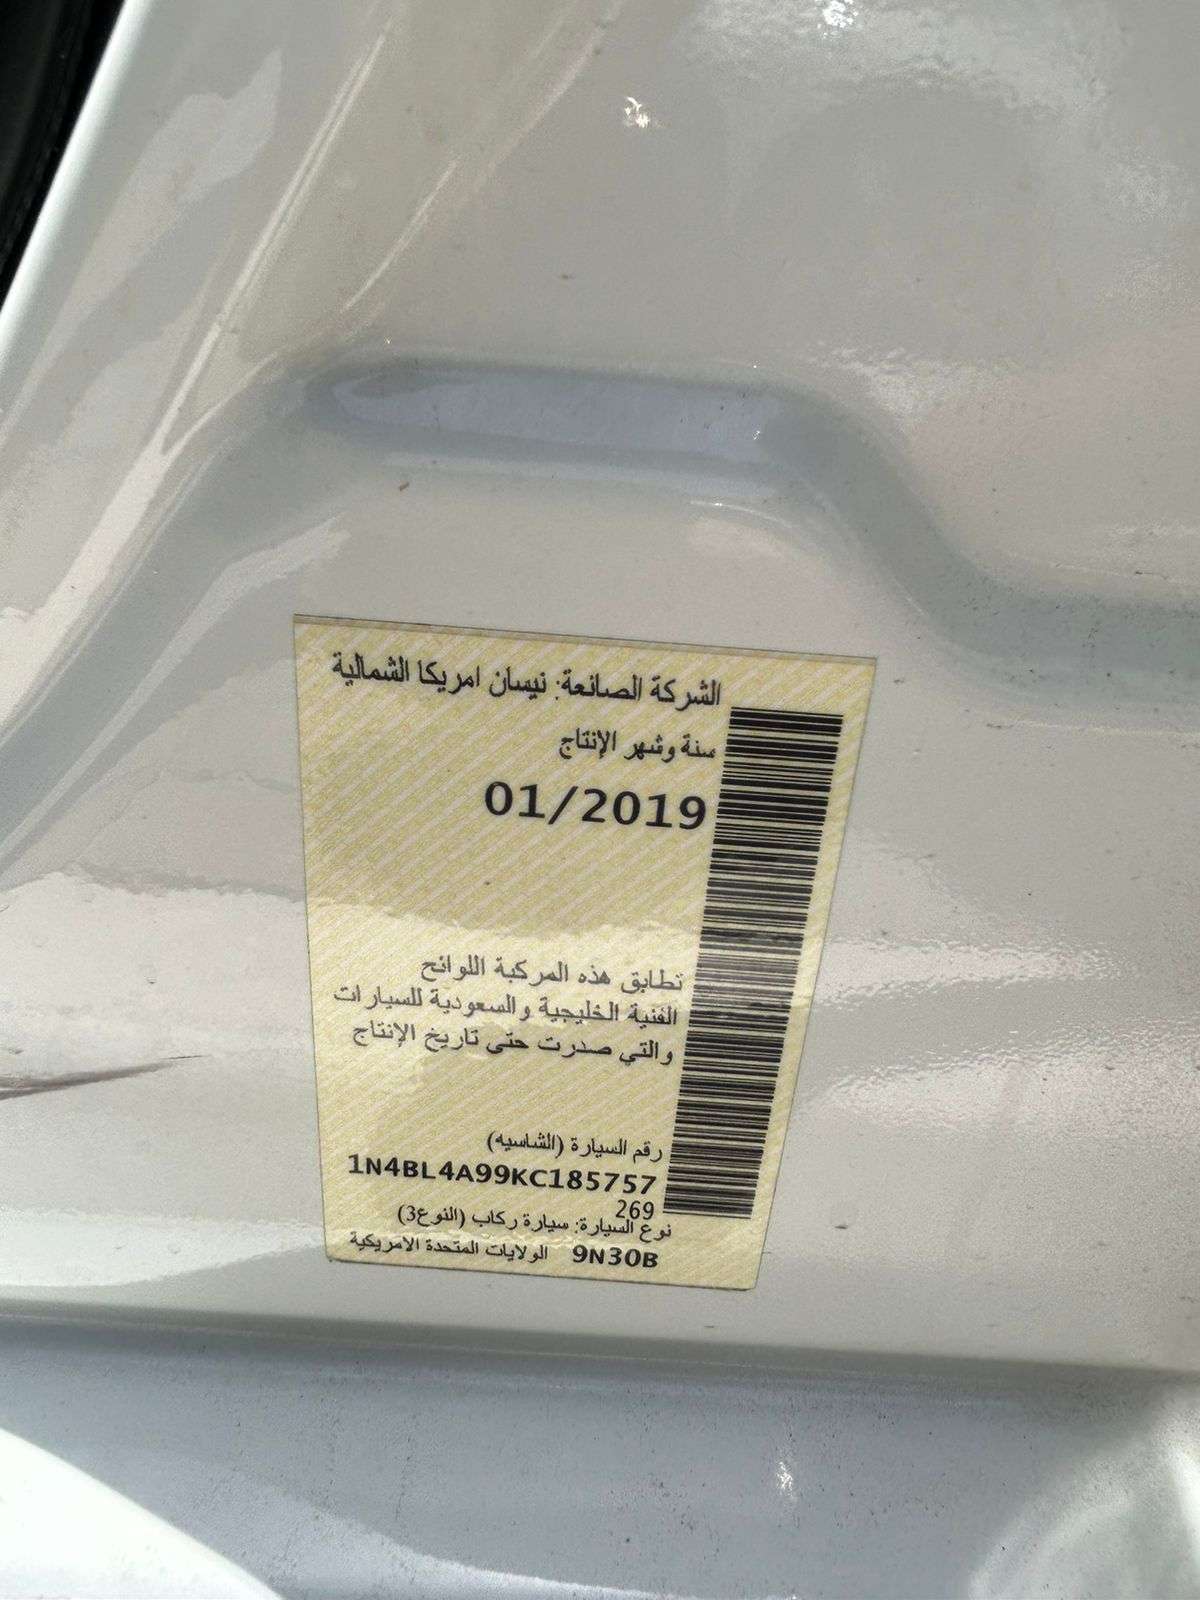 الشركة الصانعة: نيسان امريكا الشمالية
سنة وشهر الإنتاج
01/2019
تطابق هذه المركبة اللوائح
الفنية الخليجية والسعودية للسيارات
والتي صدرت حتى تاريخ الإنتاج
رقم السيارة (الشاسيه)
1N4BL4A99KC185757
269
نوع السيارة: سيارة ركاب (النوع3)
9N30B الولايات المتحدة الامريكية